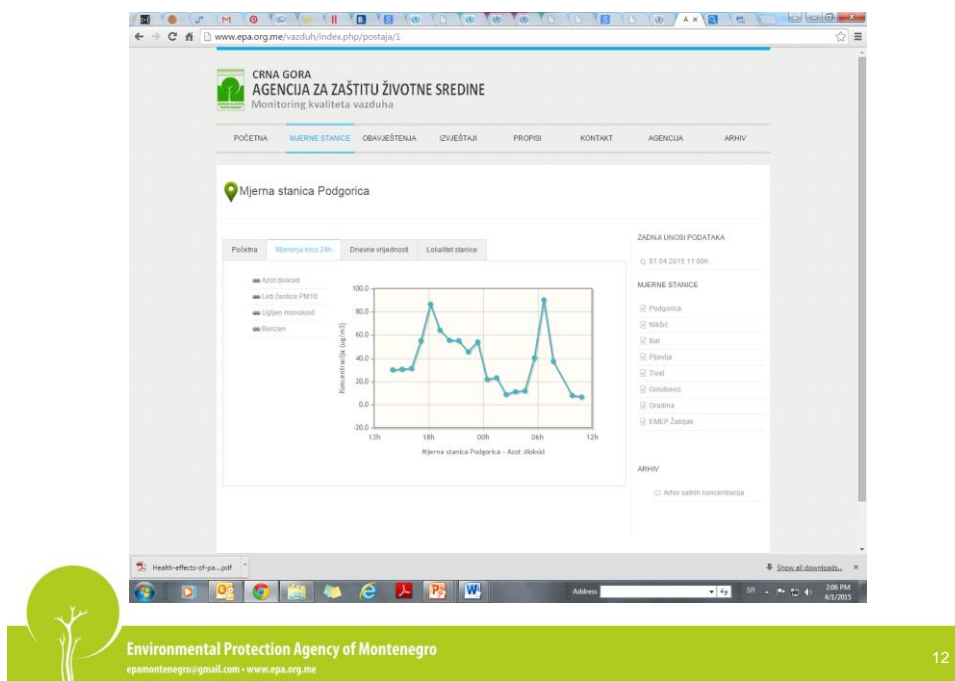 www.epa.org.me/vazduh/index.php/postaja/1
CRNA GORA
AGENCIJA ZA ZAŠTITU ŽIVOTNE SREDINE
Monitoring kvaliteta vazduha
POČETNA MJERNE STANICE OBAVJEŠTENJA IZVJEŠTAJI PROPISI KONTAKT AGENCIJA ARHIV
Mjerna stanica Podgorica
Početna Mjerenja kroz 24h Dnevne vrijednosti Lokalitet stanice
Azot dioksid
Leb.čestice PM10
Ugljen monoksid
Benzen
Koncentracija (ug/m3)
100.0
80.0
60.0
40.0
20.0
0.0
-20.0
13h 18h 00h 06h 12h
Mjerna stanica Podgorica - Azot dioksid
ZADNJI UNOSI PODATAKA
01.04.2015 11:00h
MJERNE STANICE
Podgorica
Nikšić
Bar
Pljevlja
Tivat
Golubovci
Gradina
EMEP Žabljak
ARHIV
Arhiv satnih koncentracija
Health-effects-of-pa....pdf
Show all downloads...
Address
SR
2:06 PM
4/1/2015
Environmental Protection Agency of Montenegro
epamontenegro@gmail.com • www.epa.org.me
12